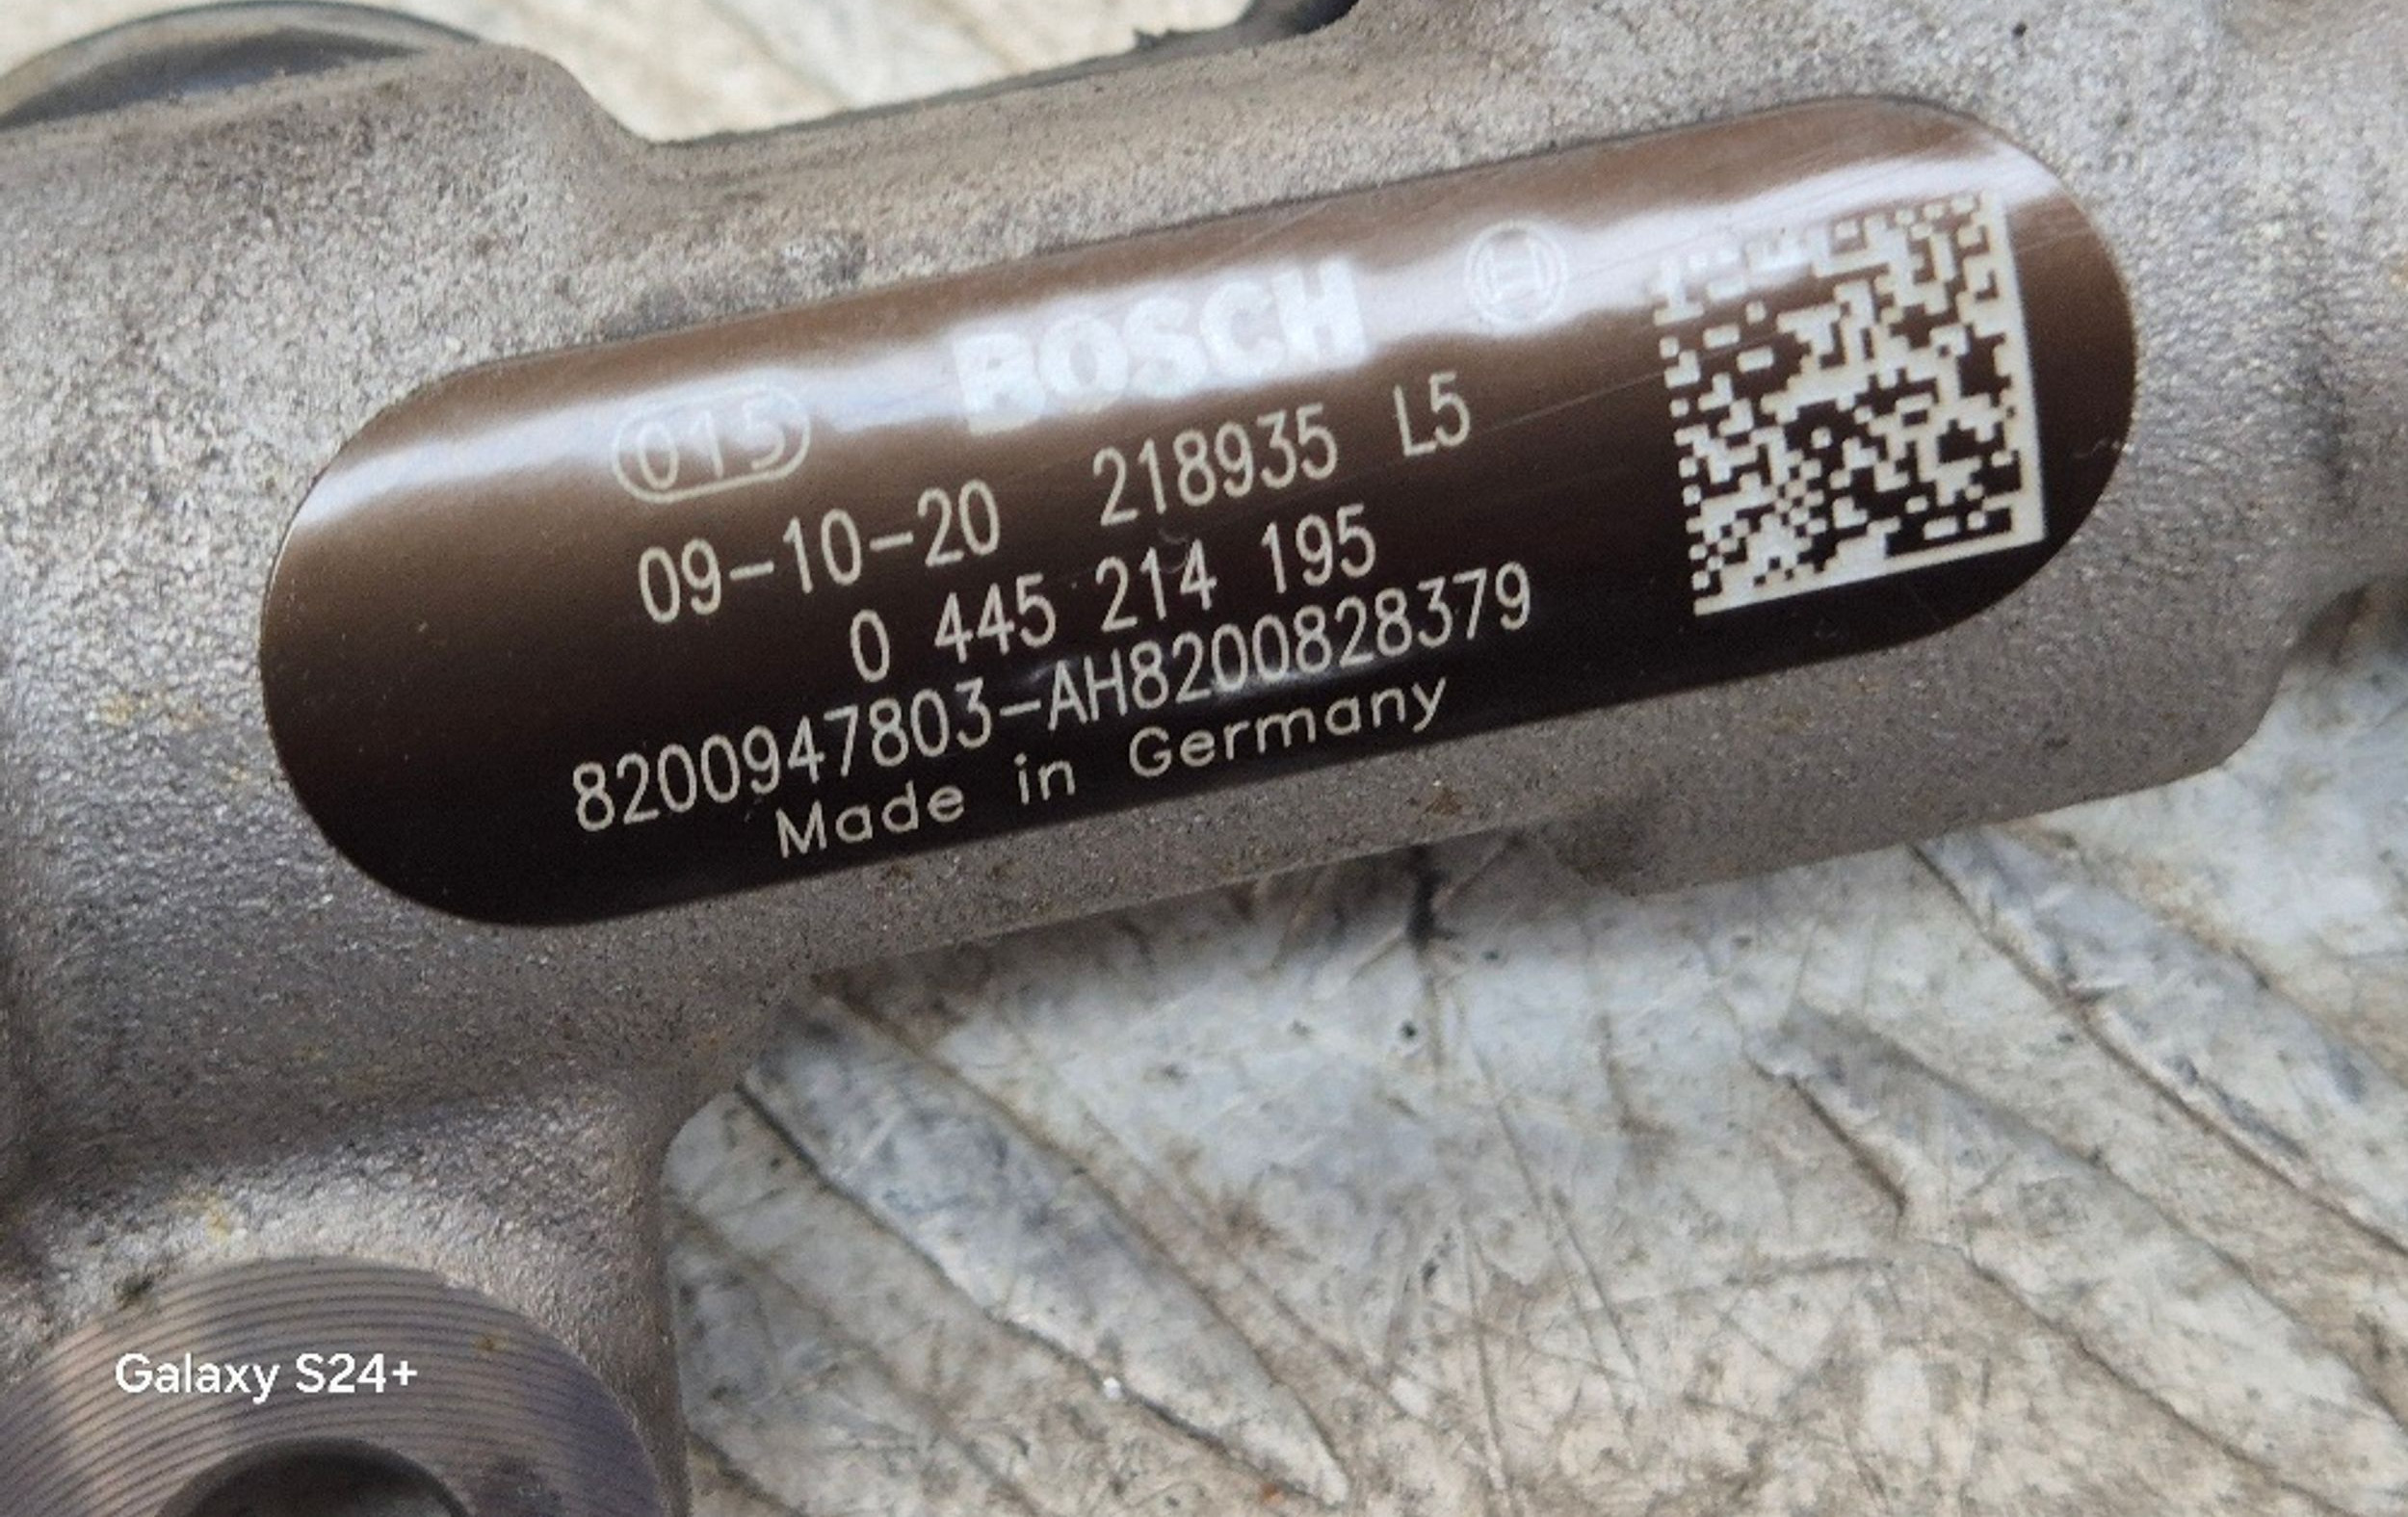 015 BOSCH
09-10-20 218935 L5
0 445 214 195
8200947803-AH8200828379
Made in Germany
Galaxy S24+